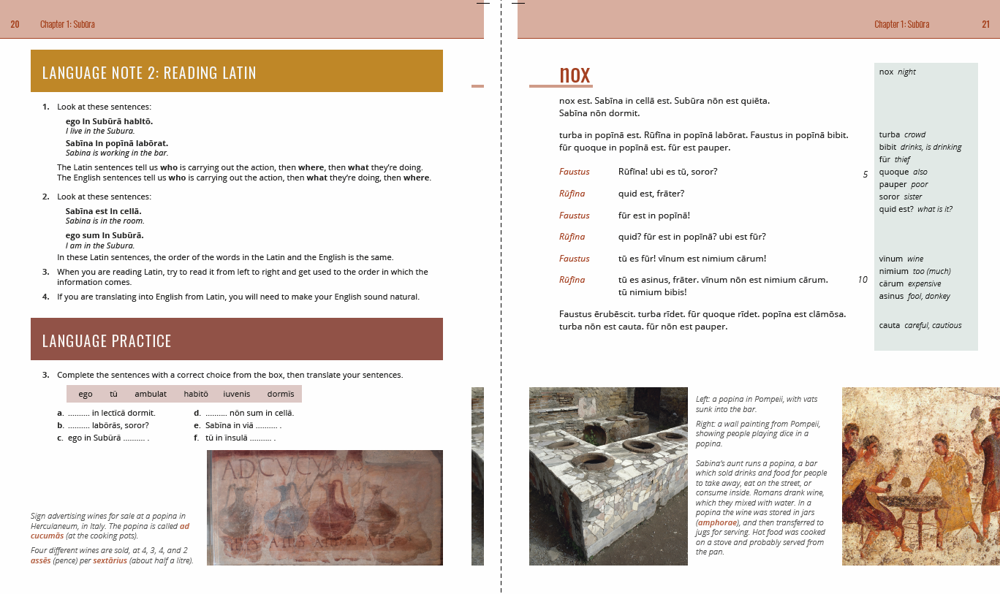 20
Chapter 1: Subūra
LANGUAGE NOTE 2: READING LATIN
1. Look at these sentences:
ego in Subūrā habitō.
I live in the Subura.
Sabīna in popīnā labōrat.
Sabina is working in the bar.
The Latin sentences tell us who is carrying out the action, then where, then what they're doing.
The English sentences tell us who is carrying out the action, then what they're doing, then where.
2. Look at these sentences:
Sabīna est in cellā.
Sabina is in the room.
ego sum in Subūrā.
I am in the Subura.
In these Latin sentences, the order of the words in the Latin and the English is the same.
3. When you are reading Latin, try to read it from left to right and get used to the order in which the
information comes.
4. If you are translating into English from Latin, you will need to make your English sound natural.
LANGUAGE PRACTICE
3. Complete the sentences with a correct choice from the box, then translate your sentences.
ego tū ambulat habitō iuvenis dormīs
a. .......... in lectīcā dormit.
b. .......... labōrās, soror?
c. ego in Subūrā .......... .
d. .......... nōn sum in cellā.
e. Sabīna in viā .......... .
f. tū in īnsulā .......... .
AD CVCVMAS
Sign advertising wines for sale at a popina in
Herculaneum, in Italy. The popina is called ad
cucumās (at the cooking pots).
Four different wines are sold, at 4, 3, 4, and 2
assēs (pence) per sextārius (about half a litre).
Chapter 1: Subūra
21
nox
nox est. Sabīna in cellā est. Subūra nōn est quiēta.
Sabīna nōn dormit.
turba in popīnā est. Rūfīna in popīnā labōrat. Faustus in popīnā bibit.
fūr quoque in popīnā est. fūr est pauper.
Faustus Rūfīna! ubi es tū, soror? 5
Rūfīna quid est, frāter?
Faustus fūr est in popīnā!
Rūfīna quid? fūr est in popīnā? ubi est fūr?
Faustus tū es fūr! vīnum est nimium cārum!
Rūfīna tū es asinus, frāter. vīnum nōn est nimium cārum. 10
tū nimium bibis!
Faustus ērubēscit. turba rīdet. fūr quoque rīdet. popīna est clāmōsa.
turba nōn est cauta. fūr nōn est pauper.
nox night
turba crowd
bibit drinks, is drinking
fūr thief
quoque also
pauper poor
soror sister
quid est? what is it?
vīnum wine
nimium too (much)
cārum expensive
asinus fool, donkey
cauta careful, cautious
Left: a popina in Pompeii, with vats
sunk into the bar.
Right: a wall painting from Pompeii,
showing people playing dice in a
popina.
Sabina's aunt runs a popina, a bar
which sold drinks and food for people
to take away, eat on the street, or
consume inside. Romans drank wine,
which they mixed with water. In a
popina the wine was stored in jars
(amphorae), and then transferred to
jugs for serving. Hot food was cooked
on a stove and probably served from
the pan.